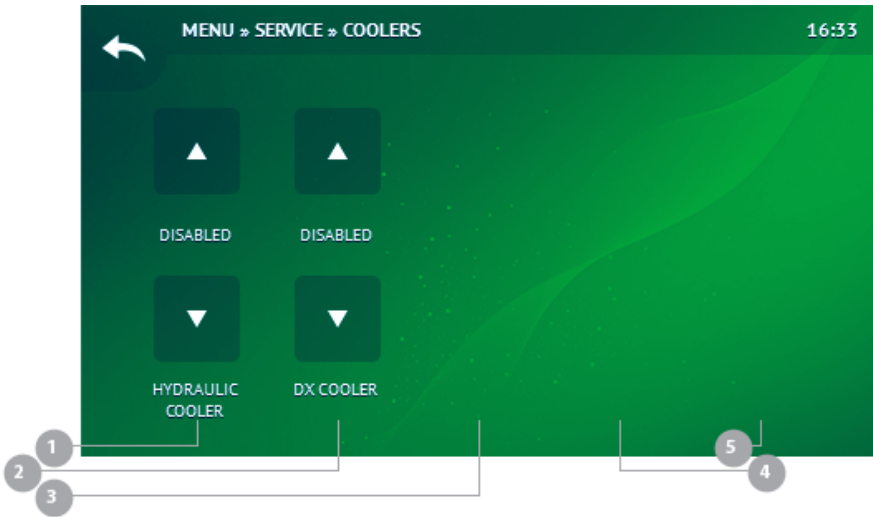 MENU » SERVICE » COOLERS
16:33
DISABLED
DISABLED
HYDRAULIC
COOLER
DX COOLER
1
2
3
5
4